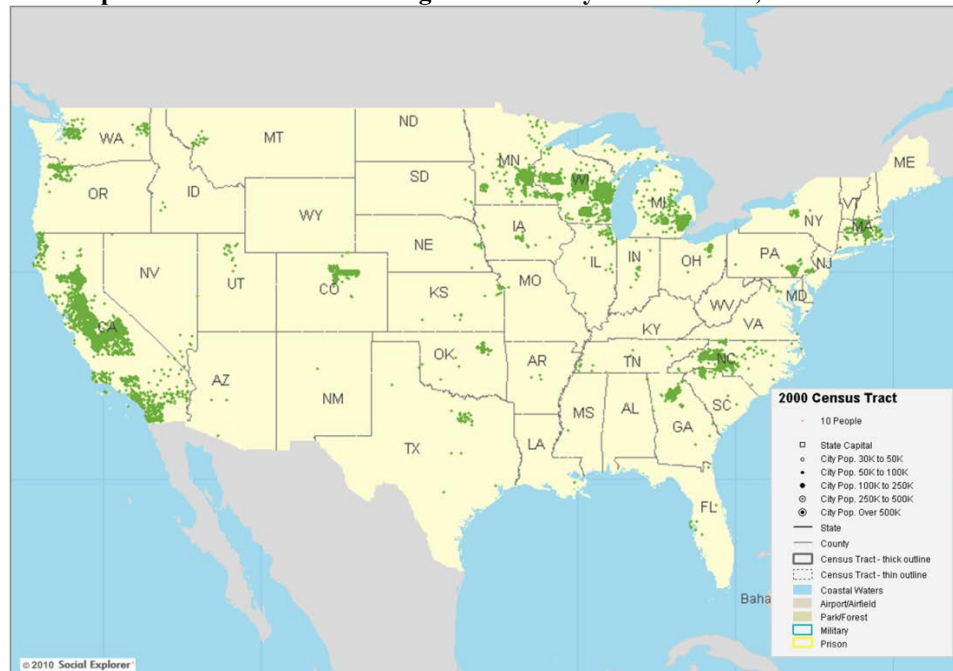 WA
MT
ND
MN
ME
OR
ID
SD
WI
VT
WY
MI
NY
MA
IA
NE
PA
NV
UT
IL
IN
OH
NJ
CO
MD
CA
KS
MO
WV
VA
KY
OK
TN
NC
AZ
NM
AR
SC
MS
AL
GA
TX
LA
FL
Baha
2000 Census Tract
10 People
State Capital
City Pop. 30K to 50K
City Pop. 50K to 100K
City Pop. 100K to 250K
City Pop. 250K to 500K
City Pop. Over 500K
State
County
Census Tract - thick outline
Census Tract - thin outline
Coastal Waters
Airport/Airfield
Park/Forest
Military
Prison
© 2010 Social Explorer